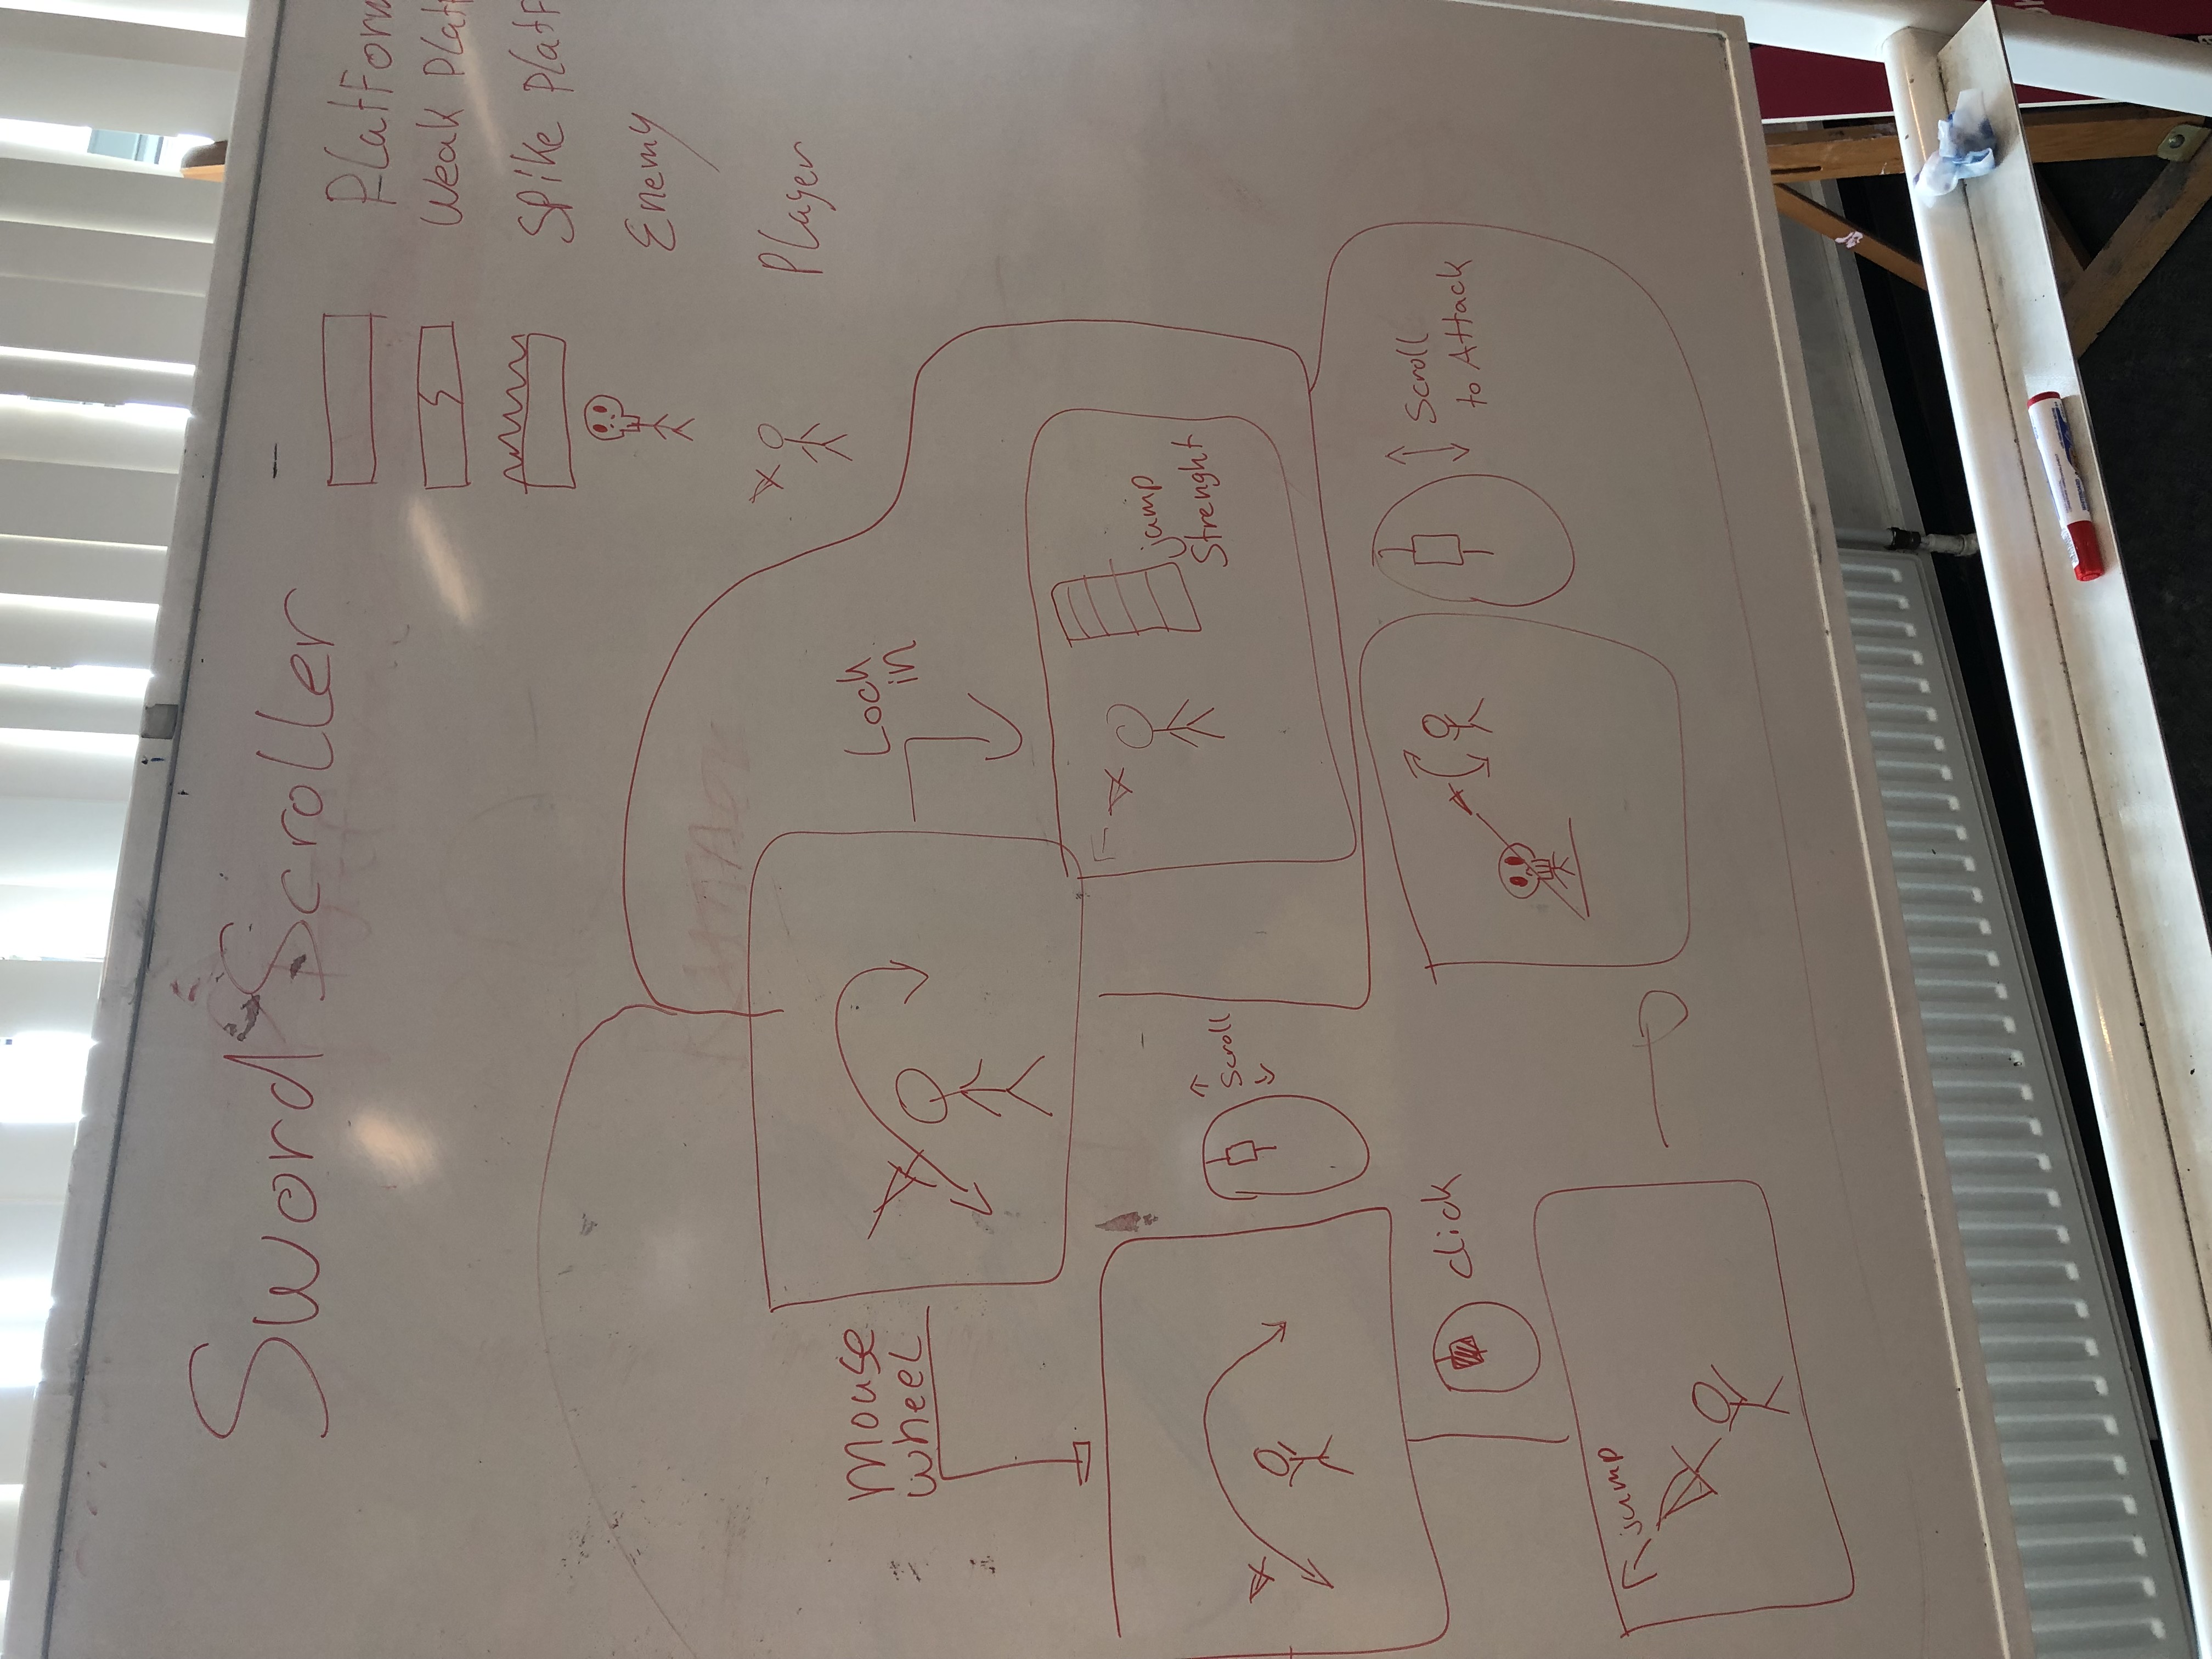 Sword Scroller
Platform
Weak Platf
Spike Platf
Enemy
Player
Mouse
wheel
Lock
in
jump
Strenght
Scroll
click
Scroll
to Attack
jump